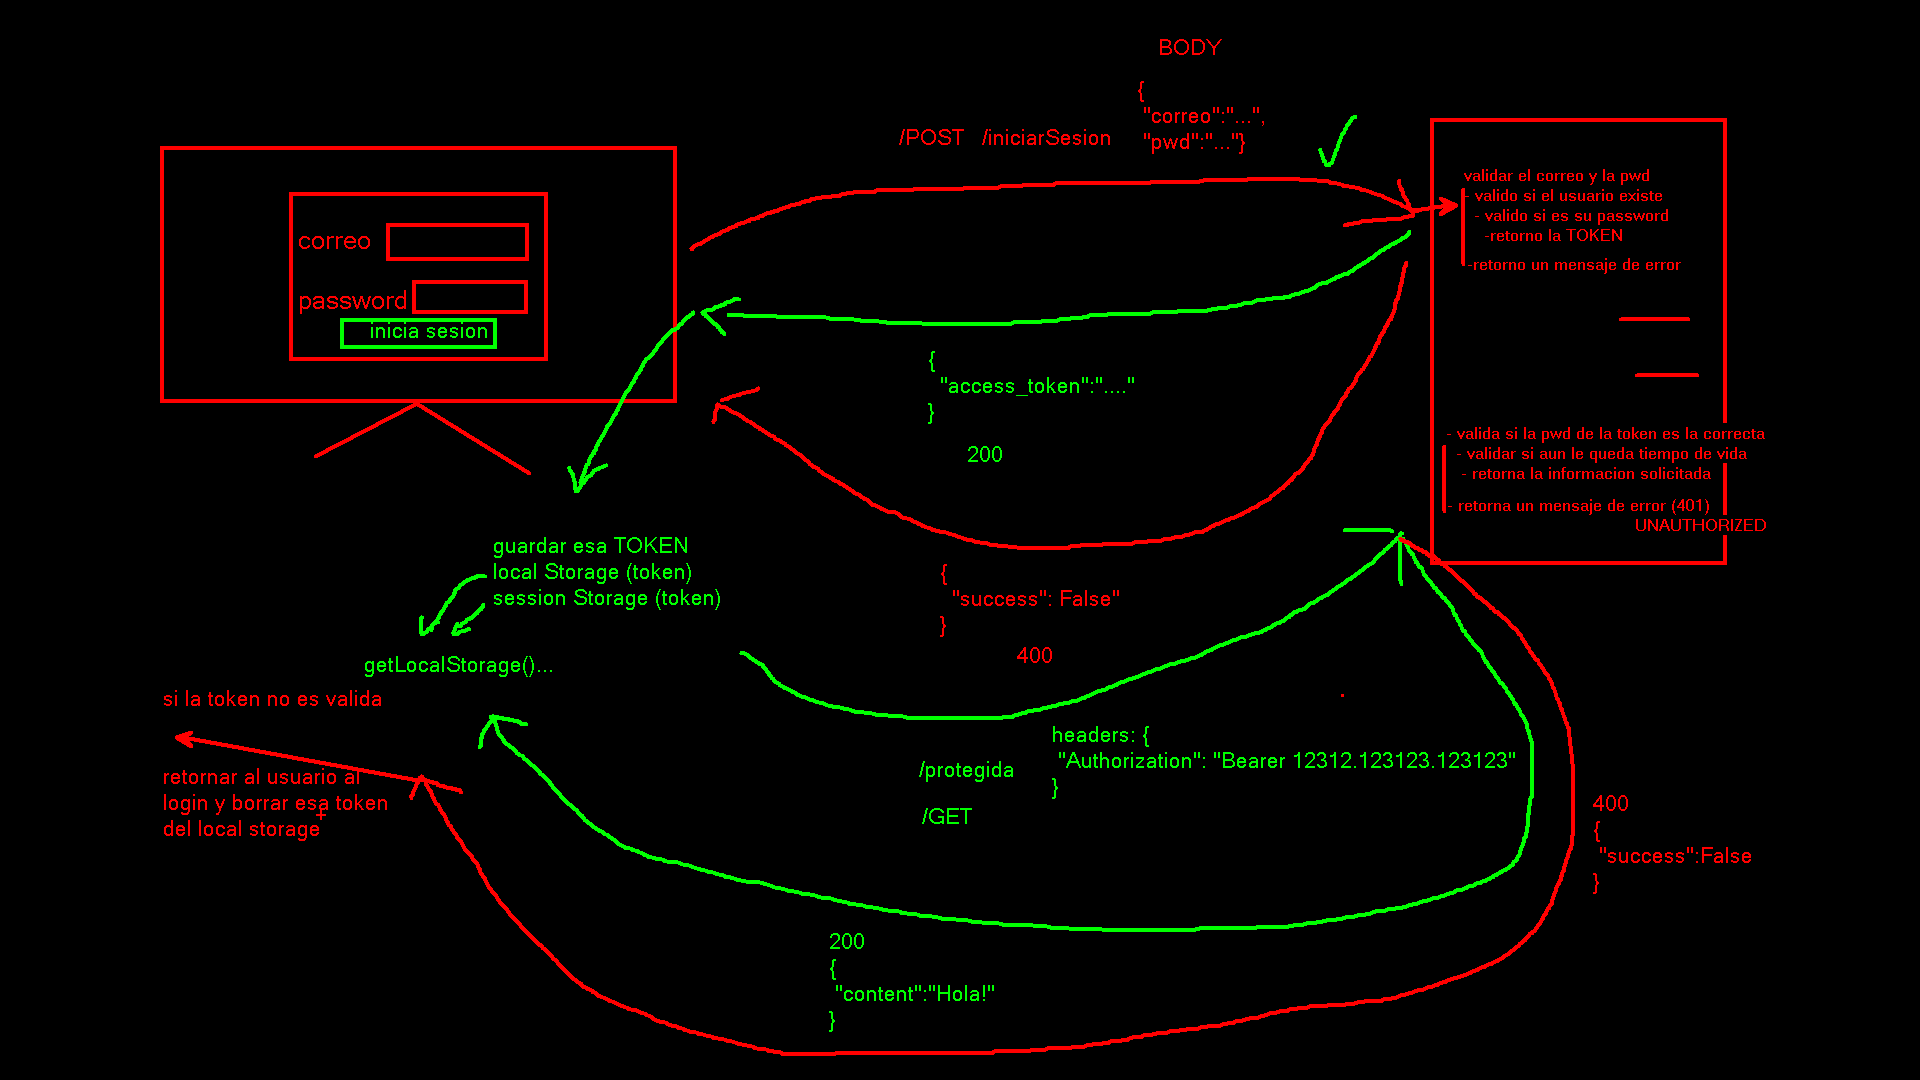 BODY
{
"correo":"...",
"pwd":"..."}
/POST /iniciarSesion
correo
password
inicia sesion
validar el correo y la pwd
- valido si el usuario existe
- valido si es su password
-retorno la TOKEN
-retorno un mensaje de error
{
"access_token":"...."
}
200
- valida si la pwd de la token es la correcta
- validar si aun le queda tiempo de vida
- retorna la informacion solicitada
- retorna un mensaje de error (401)
UNAUTHORIZED
guardar esa TOKEN
local Storage (token)
session Storage (token)
getLocalStorage()...
{
"success": False"
}
400
si la token no es valida
retornar al usuario al
login y borrar esa token
del local storage
headers: {
"Authorization": "Bearer 12312.123123.123123"
}
/protegida
/GET
400
{
"success":False
}
200
{
"content":"Hola!"
}